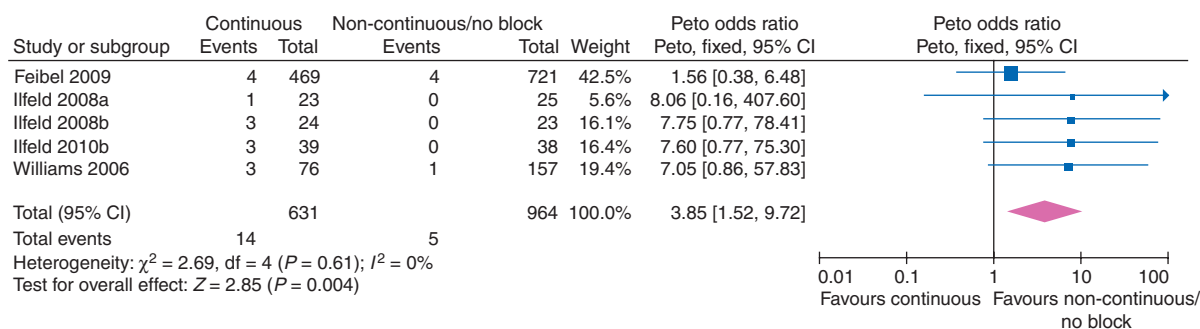 Continuous Non-continuous/no block Peto odds ratio Peto odds ratio
Study or subgroup Events Total Events Total Weight Peto, fixed, 95% CI Peto, fixed, 95% CI
Feibel 2009 4 469 4 721 42.5% 1.56 [0.38, 6.48]
Ilfeld 2008a 1 23 0 25 5.6% 8.06 [0.16, 407.60]
Ilfeld 2008b 3 24 0 23 16.1% 7.75 [0.77, 78.41]
Ilfeld 2010b 3 39 0 38 16.4% 7.60 [0.77, 75.30]
Williams 2006 3 76 1 157 19.4% 7.05 [0.86, 57.83]
Total (95% CI) 631 964 100.0% 3.85 [1.52, 9.72]
Total events 14 5
Heterogeneity: χ² = 2.69, df = 4 (P = 0.61); I² = 0%
Test for overall effect: Z = 2.85 (P = 0.004)
0.01 0.1 1 10 100
Favours continuous Favours non-continuous/
no block